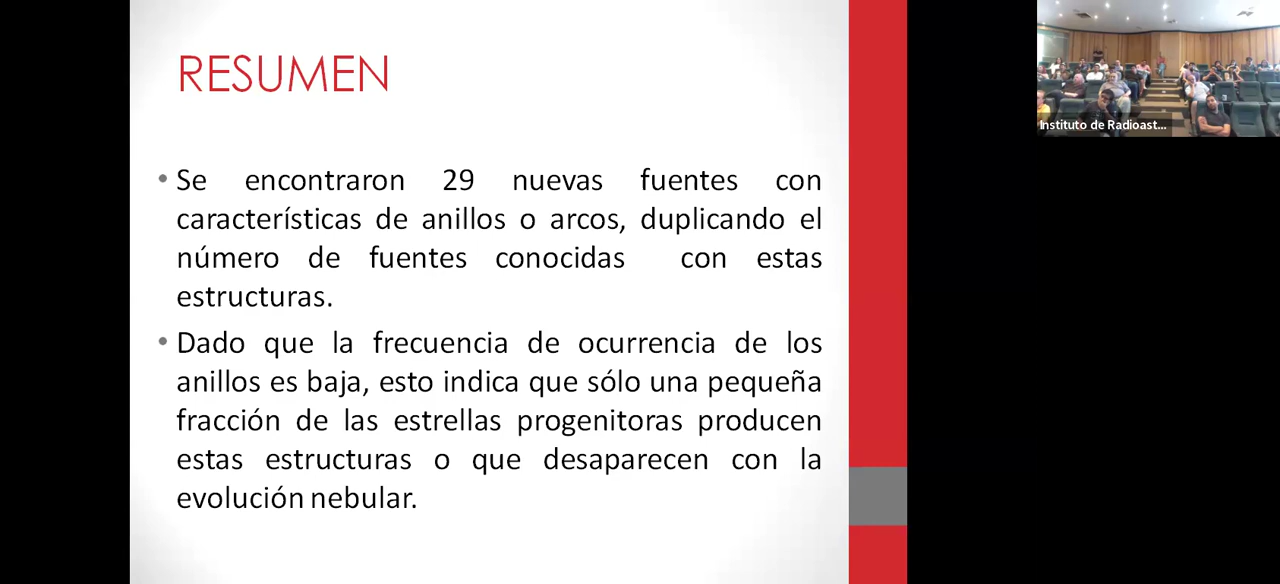 RESUMEN
• Se encontraron 29 nuevas fuentes con
características de anillos o arcos, duplicando el
número de fuentes conocidas con estas
estructuras.
• Dado que la frecuencia de ocurrencia de los
anillos es baja, esto indica que sólo una pequeña
fracción de las estrellas progenitoras producen
estas estructuras o que desaparecen con la
evolución nebular.
Instituto de Radioast...